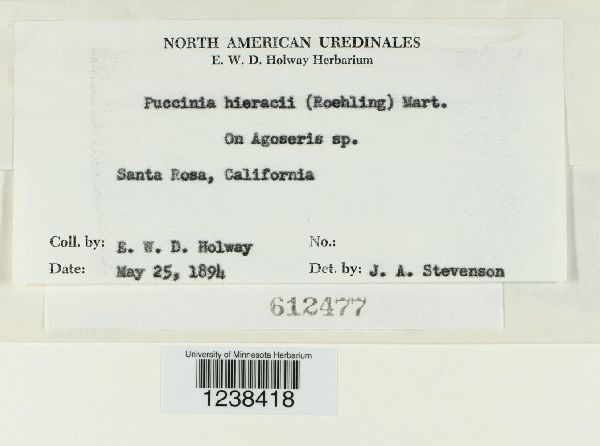 NORTH AMERICAN UREDINALES
E. W. D. Holway Herbarium
Puccinia hieracii (Roehling) Mart.
On Agoseris sp.
Santa Rosa, California
Coll. by: E. W. D. Holway No.:
Date: May 25, 1894 Det. by: J. A. Stevenson
612477
University of Minnesota Herbarium
1238418